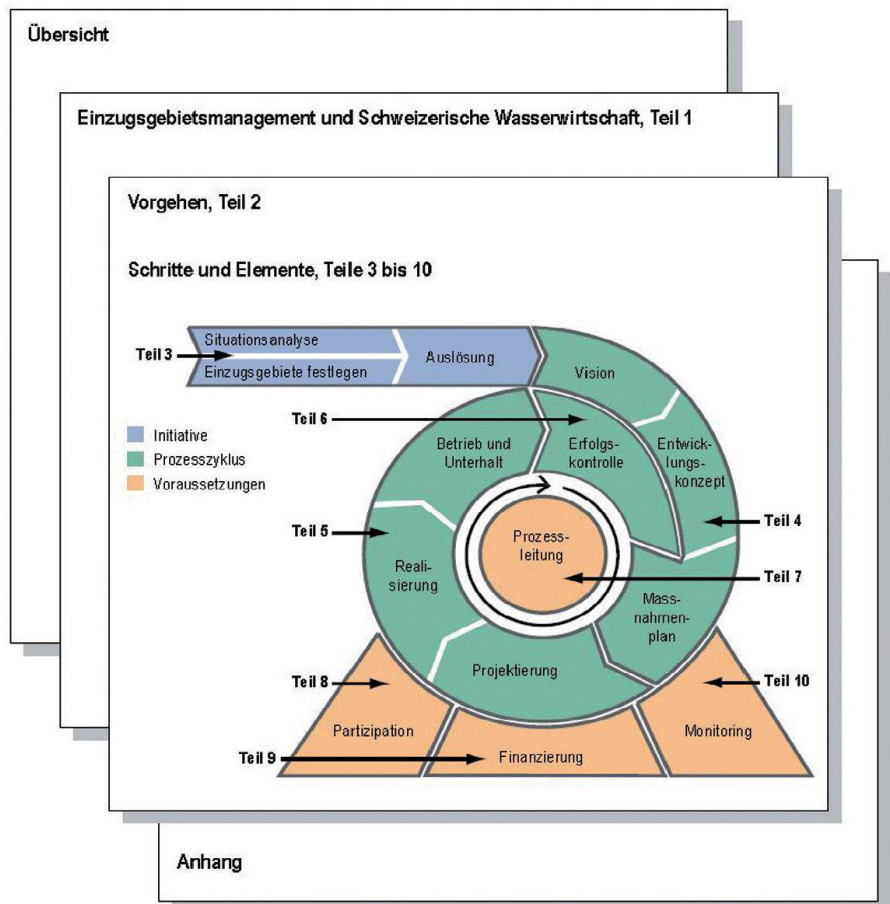 Übersicht
Einzugsgebietsmanagement und Schweizerische Wasserwirtschaft, Teil 1
Vorgehen, Teil 2
Schritte und Elemente, Teile 3 bis 10
Situationsanalyse
Teil 3
Einzugsgebiete festlegen
Auslösung
Vision
Teil 6
Initiative
Prozesszyklus
Voraussetzungen
Betrieb und
Unterhalt
Erfolgs-
kontrolle
Entwick-
lungs-
konzept
Teil 4
Teil 5
Prozess-
leitung
Teil 7
Reali-
sierung
Mass-
nahmen-
plan
Projektierung
Teil 8
Teil 10
Partizipation
Teil 9
Finanzierung
Monitoring
Anhang